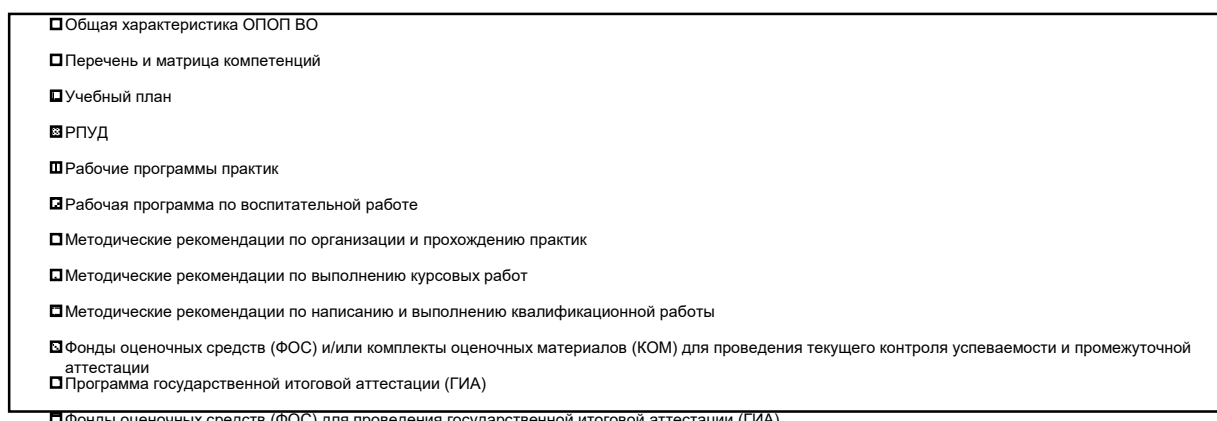 Общая характеристика ОПОП ВО
Перечень и матрица компетенций
Учебный план
РПУД
Рабочие программы практик
Рабочая программа по воспитательной работе
Методические рекомендации по организации и прохождению практик
Методические рекомендации по выполнению курсовых работ
Методические рекомендации по написанию и выполнению квалификационной работы
Фонды оценочных средств (ФОС) и/или комплекты оценочных материалов (КОМ) для проведения текущего контроля успеваемости и промежуточной
аттестации
Программа государственной итоговой аттестации (ГИА)
Фонды оценочных средств (ФОС) для проведения государственной итоговой аттестации (ГИА)